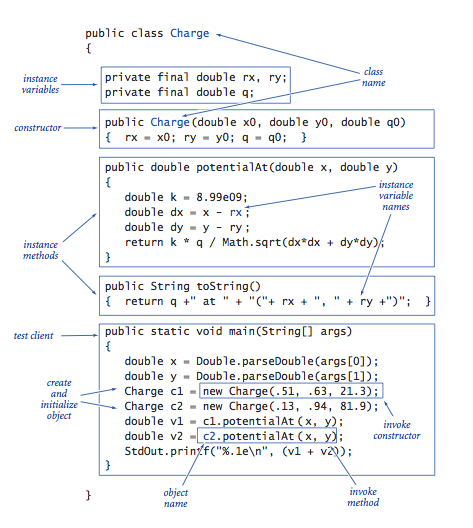 public class Charge
{
class
name
instance
variables
private final double rx, ry;
private final double q;
constructor
public Charge(double x0, double y0, double q0)
{  rx = x0; ry = y0; q = q0;  }
public double potentialAt(double x, double y)
{
double k = 8.99e09;
double dx = x - rx;
double dy = y - ry;
return k * q / Math.sqrt(dx*dx + dy*dy);
}
instance
variable
names
instance
methods
public String toString()
{  return q +" at " + "("+ rx + ", " + ry +")";  }
test client
public static void main(String[] args)
{
double x = Double.parseDouble(args[0]);
double y = Double.parseDouble(args[1]);
Charge c1 = new Charge(.51, .63, 21.3);
Charge c2 = new Charge(.13, .94, 81.9);
double v1 = c1.potentialAt(x, y);
double v2 = c2.potentialAt(x, y);
StdOut.printf("%.1e\n", (v1 + v2));
}
create
and
initialize
object
invoke
constructor
}
object
name
invoke
method